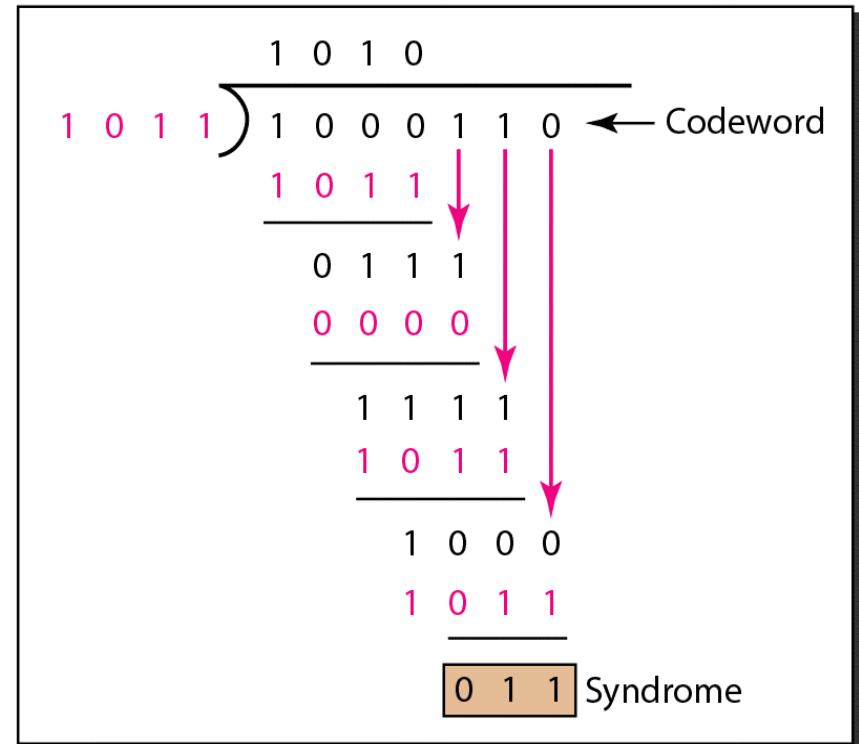 1 0 1 0
1 0 1 1 1 0 0 0 1 1 0 Codeword
1 0 1 1
0 1 1 1
0 0 0 0
1 1 1 1
1 0 1 1
1 0 0 0
1 0 1 1
0 1 1 Syndrome